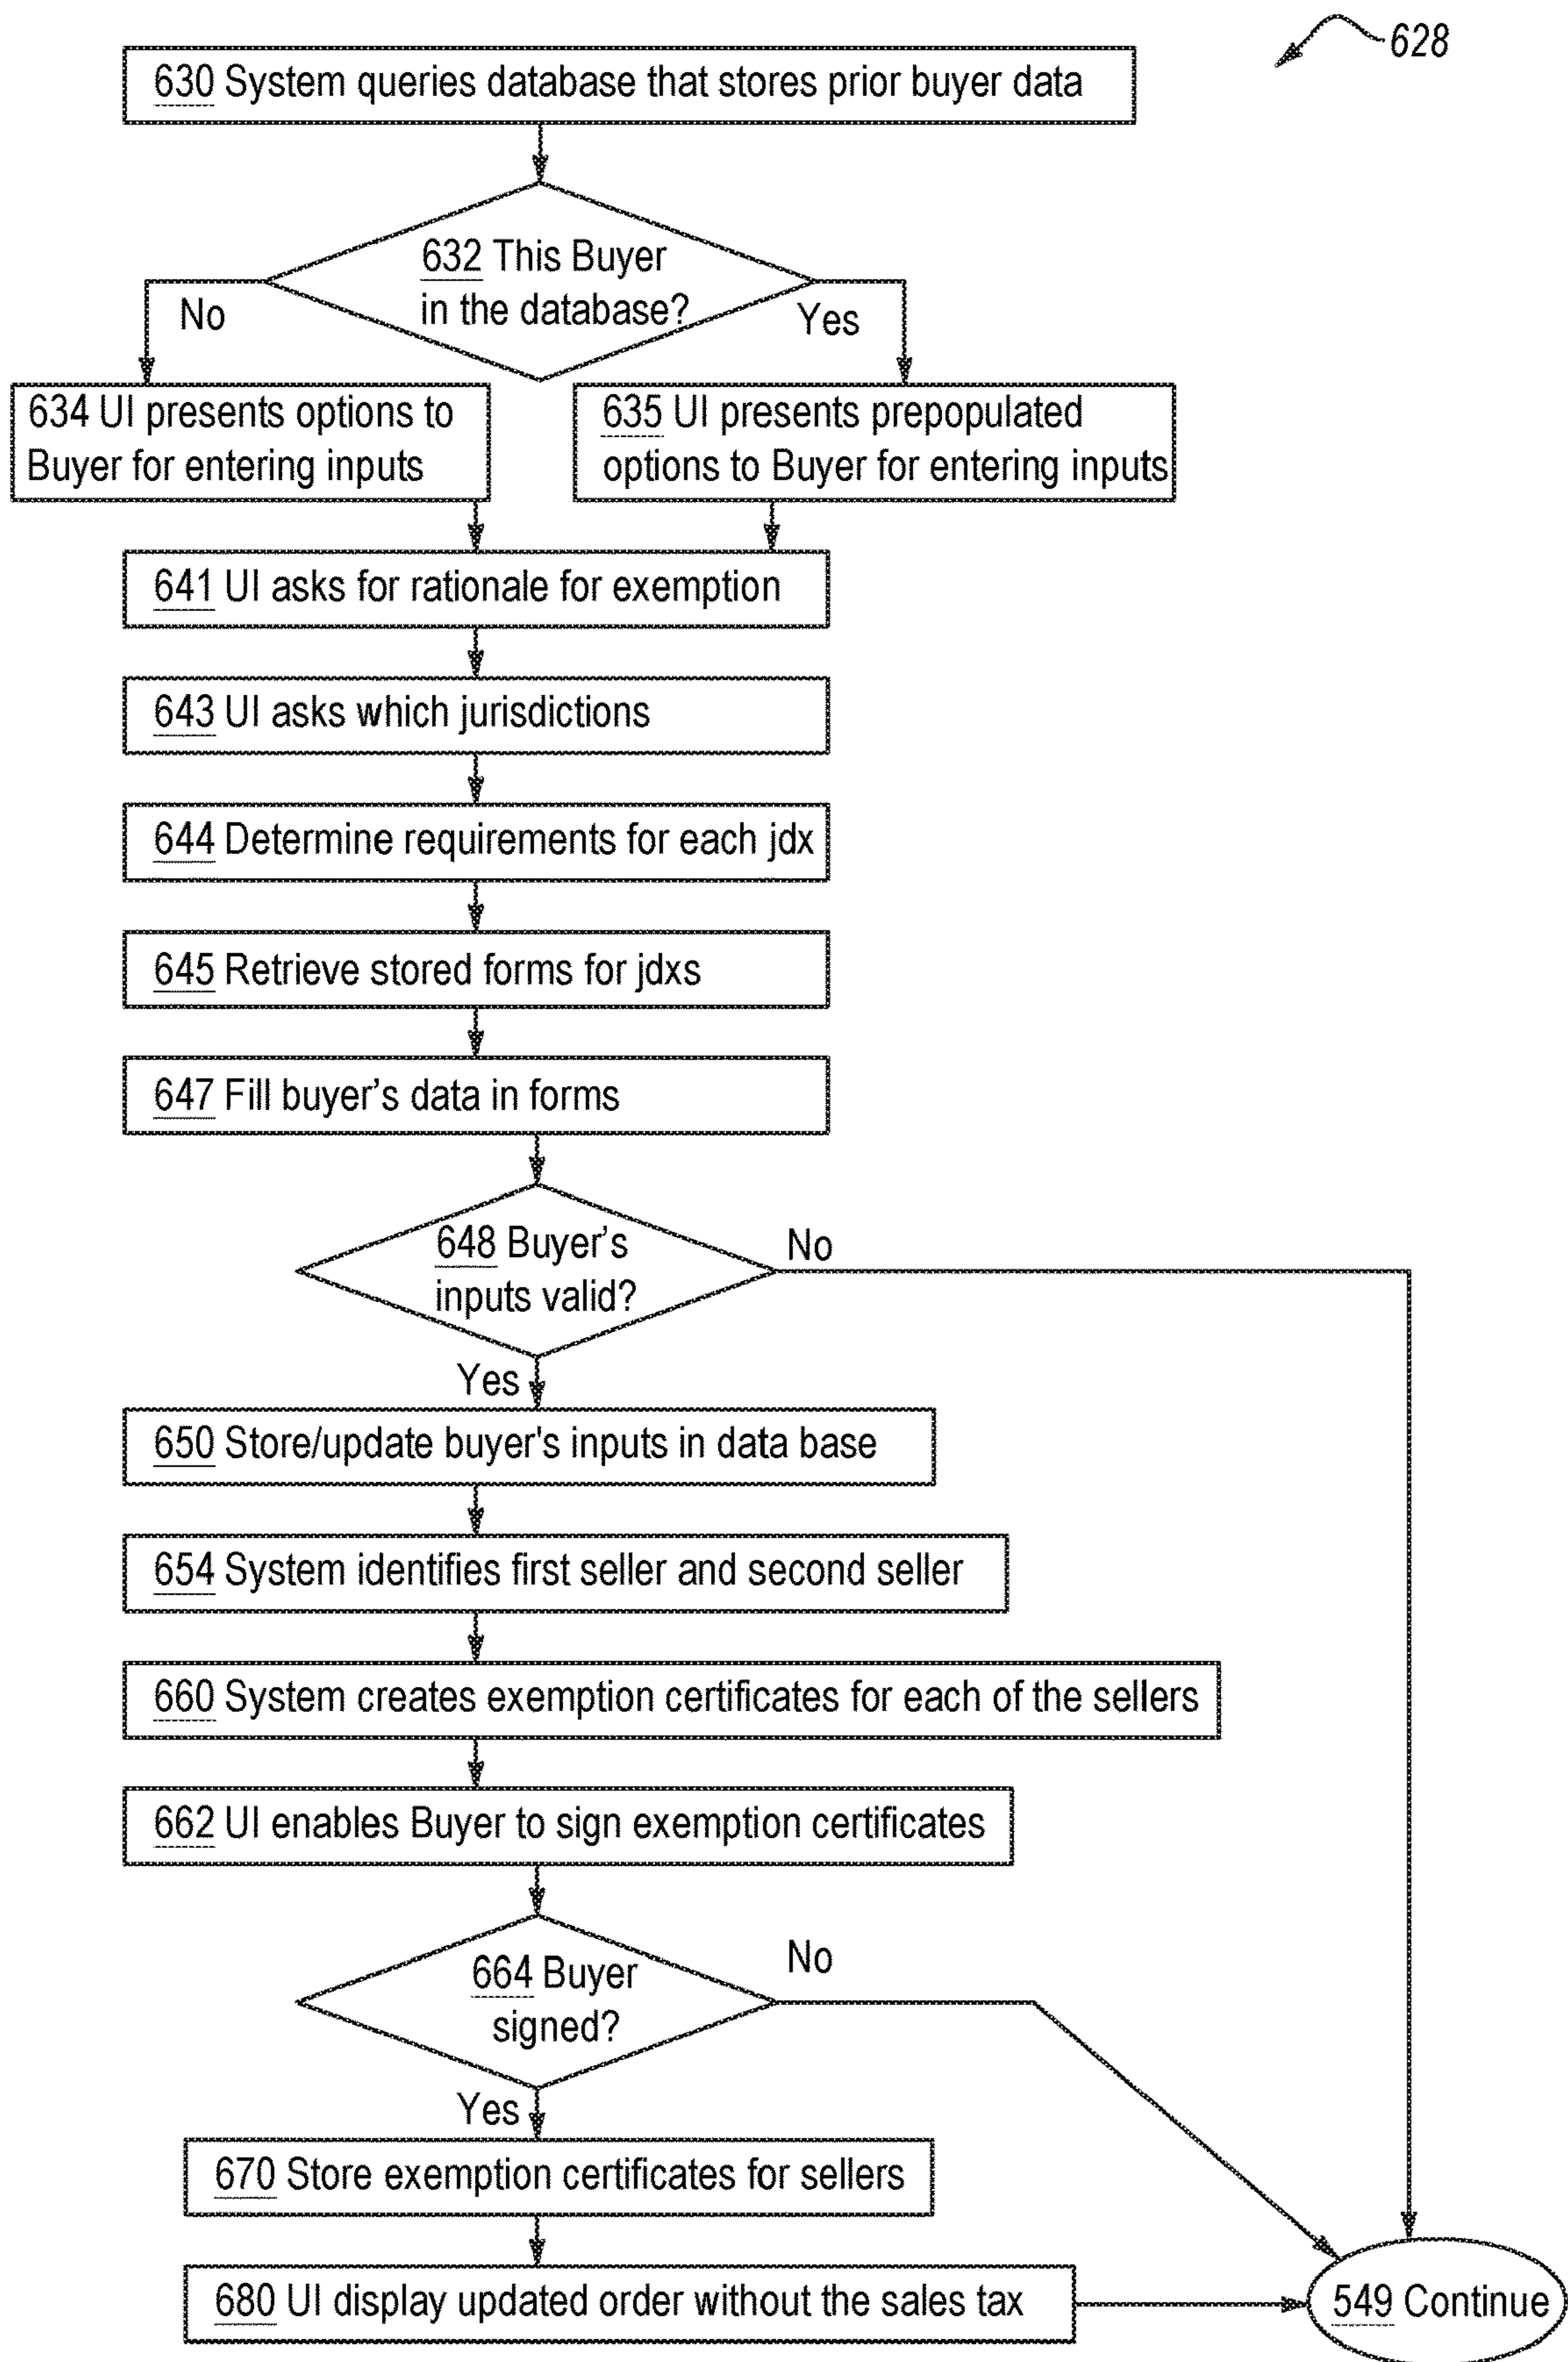 628
630 System queries database that stores prior buyer data
632 This Buyer
in the database?
No
Yes
634 UI presents options to
Buyer for entering inputs
635 UI presents prepopulated
options to Buyer for entering inputs
641 UI asks for rationale for exemption
643 UI asks which jurisdictions
644 Determine requirements for each jdx
645 Retrieve stored forms for jdxs
647 Fill buyer’s data in forms
648 Buyer’s
inputs valid?
No
Yes
650 Store/update buyer's inputs in data base
654 System identifies first seller and second seller
660 System creates exemption certificates for each of the sellers
662 UI enables Buyer to sign exemption certificates
664 Buyer
signed?
No
Yes
670 Store exemption certificates for sellers
680 UI display updated order without the sales tax
549 Continue